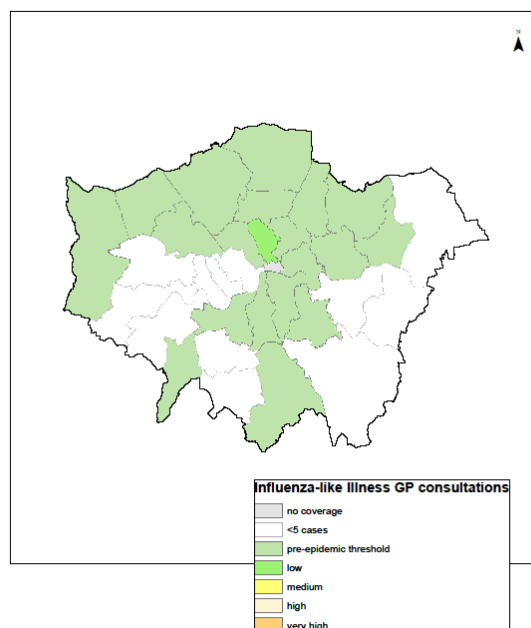 N
Influenza-like Illness GP consultations
no coverage
<5 cases
pre-epidemic threshold
low
medium
high
very high